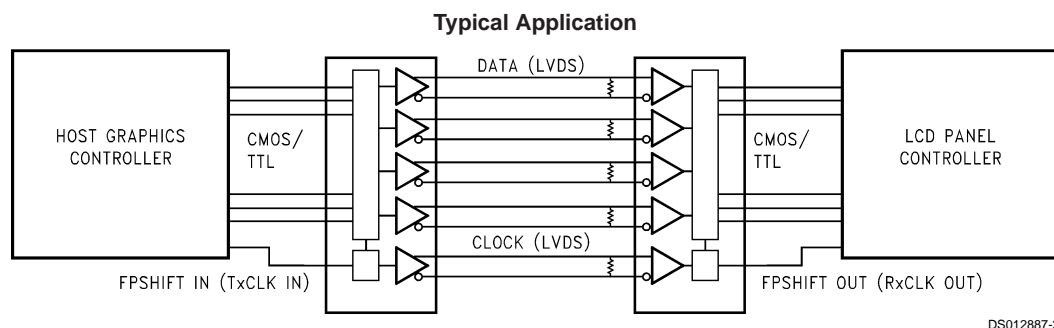 Typical Application
HOST GRAPHICS
CONTROLLER
CMOS/
TTL
DATA (LVDS)
CLOCK (LVDS)
CMOS/
TTL
LCD PANEL
CONTROLLER
FPSHIFT IN (TxCLK IN)
FPSHIFT OUT (RxCLK OUT)